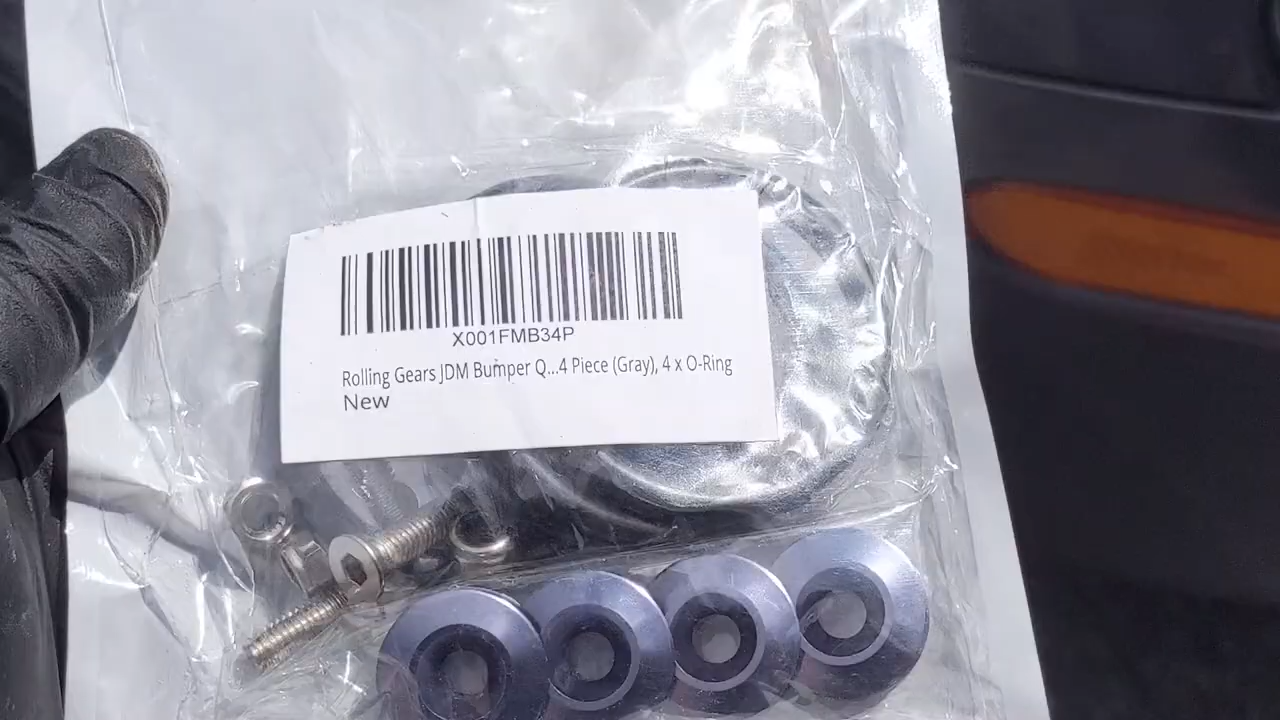 X001FMB34P
Rolling Gears JDM Bumper Q...4 Piece (Gray), 4 x O-Ring
New